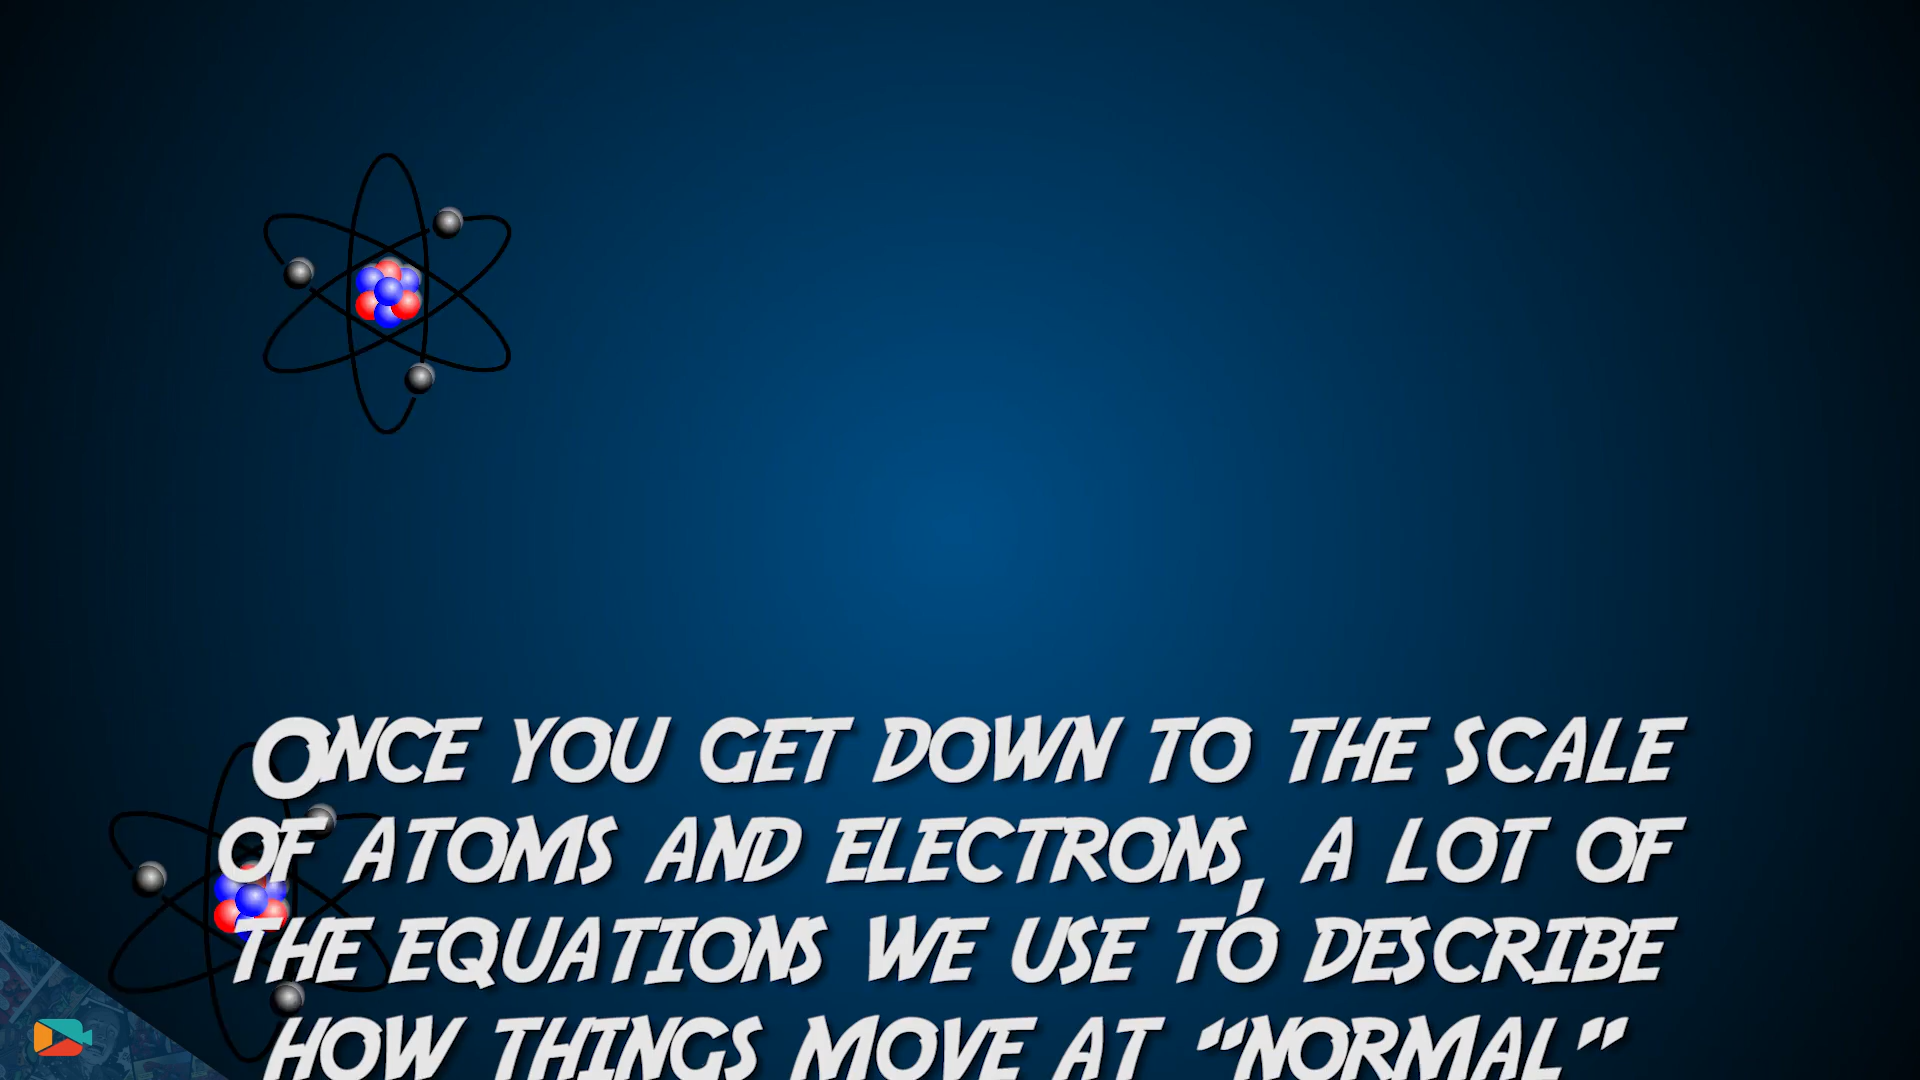 Once you get down to the scale
of atoms and electrons, a lot of
the equations we use to describe
how things move at “normal”